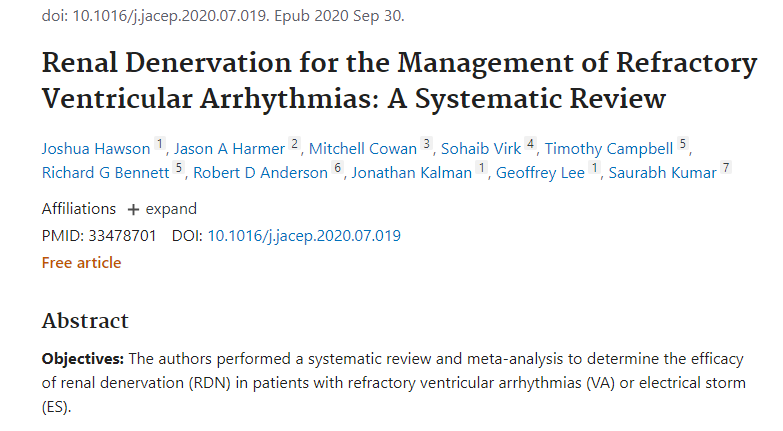 doi: 10.1016/j.jacep.2020.07.019. Epub 2020 Sep 30.
Renal Denervation for the Management of Refractory
Ventricular Arrhythmias: A Systematic Review
Joshua Hawson 1, Jason A Harmer 2, Mitchell Cowan 3, Sohaib Virk 4, Timothy Campbell 5,
Richard G Bennett 5, Robert D Anderson 6, Jonathan Kalman 1, Geoffrey Lee 1, Saurabh Kumar 7
Affiliations + expand
PMID: 33478701 DOI: 10.1016/j.jacep.2020.07.019
Free article
Abstract
Objectives: The authors performed a systematic review and meta-analysis to determine the efficacy
of renal denervation (RDN) in patients with refractory ventricular arrhythmias (VA) or electrical storm
(ES).